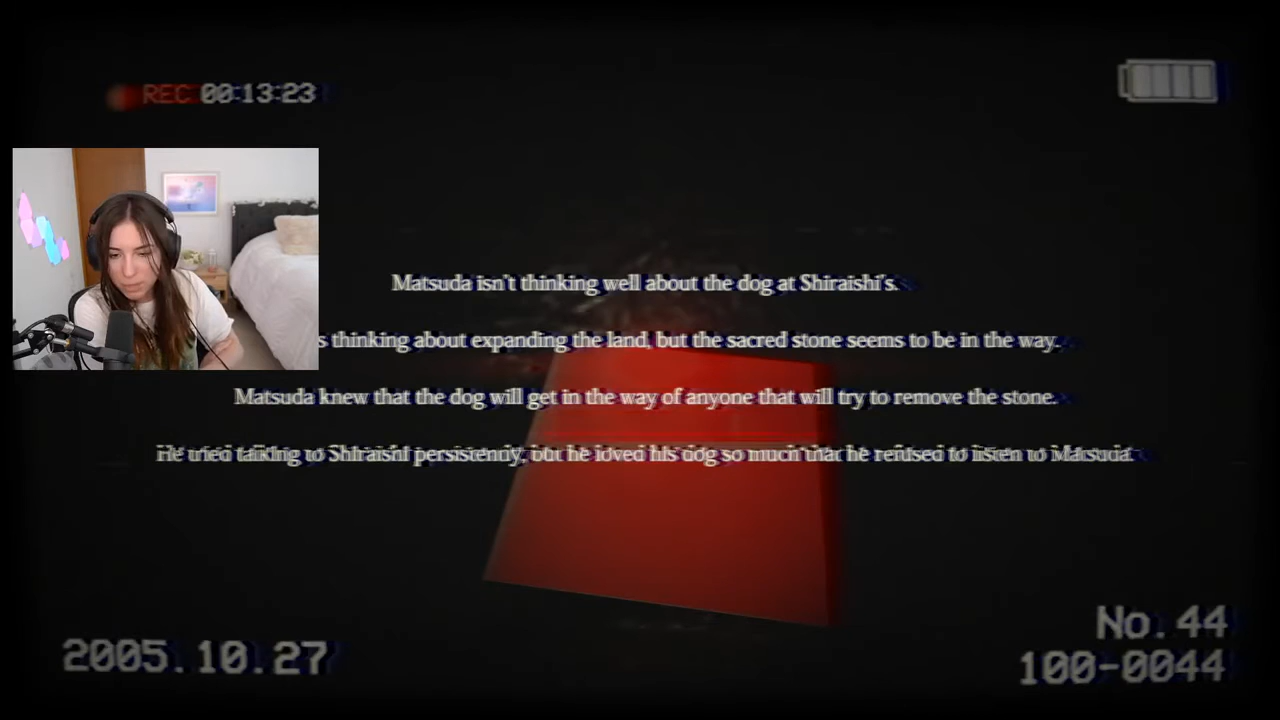 REC 00:13:23
Matsuda isn't thinking well about the dog at Shiraishi's.
thinking about expanding the land, but the sacred stone seems to be in the way.
Matsuda knew that the dog will get in the way of anyone that will try to remove the stone.
He tried talking to Shiraishi persistently, but he loved his dog so much that he refused to listen to Matsuda.
No.44
2005.10.27
100-0044